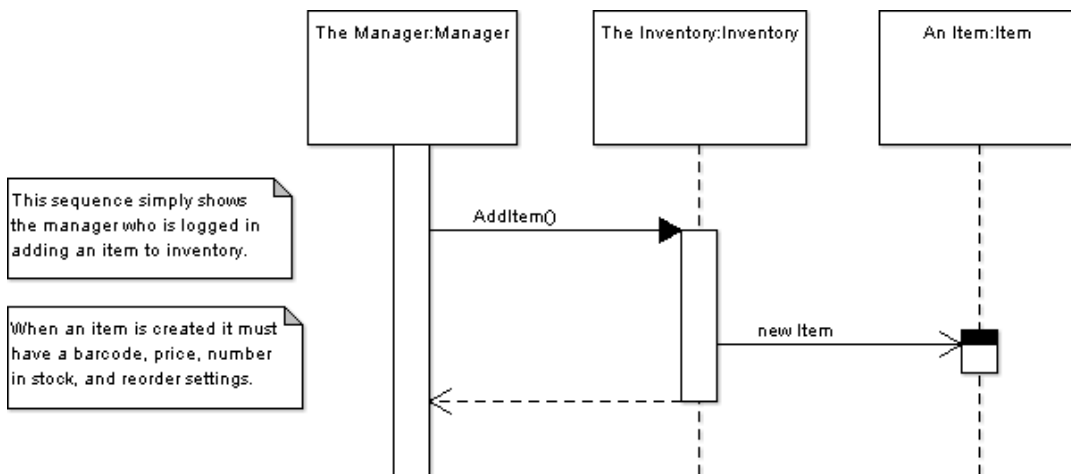 The Manager:Manager
The Inventory:Inventory
An Item:Item
This sequence simply shows
the manager who is logged in
adding an item to inventory.
AddItem()
When an item is created it must
have a barcode, price, number
in stock, and reorder settings.
new Item